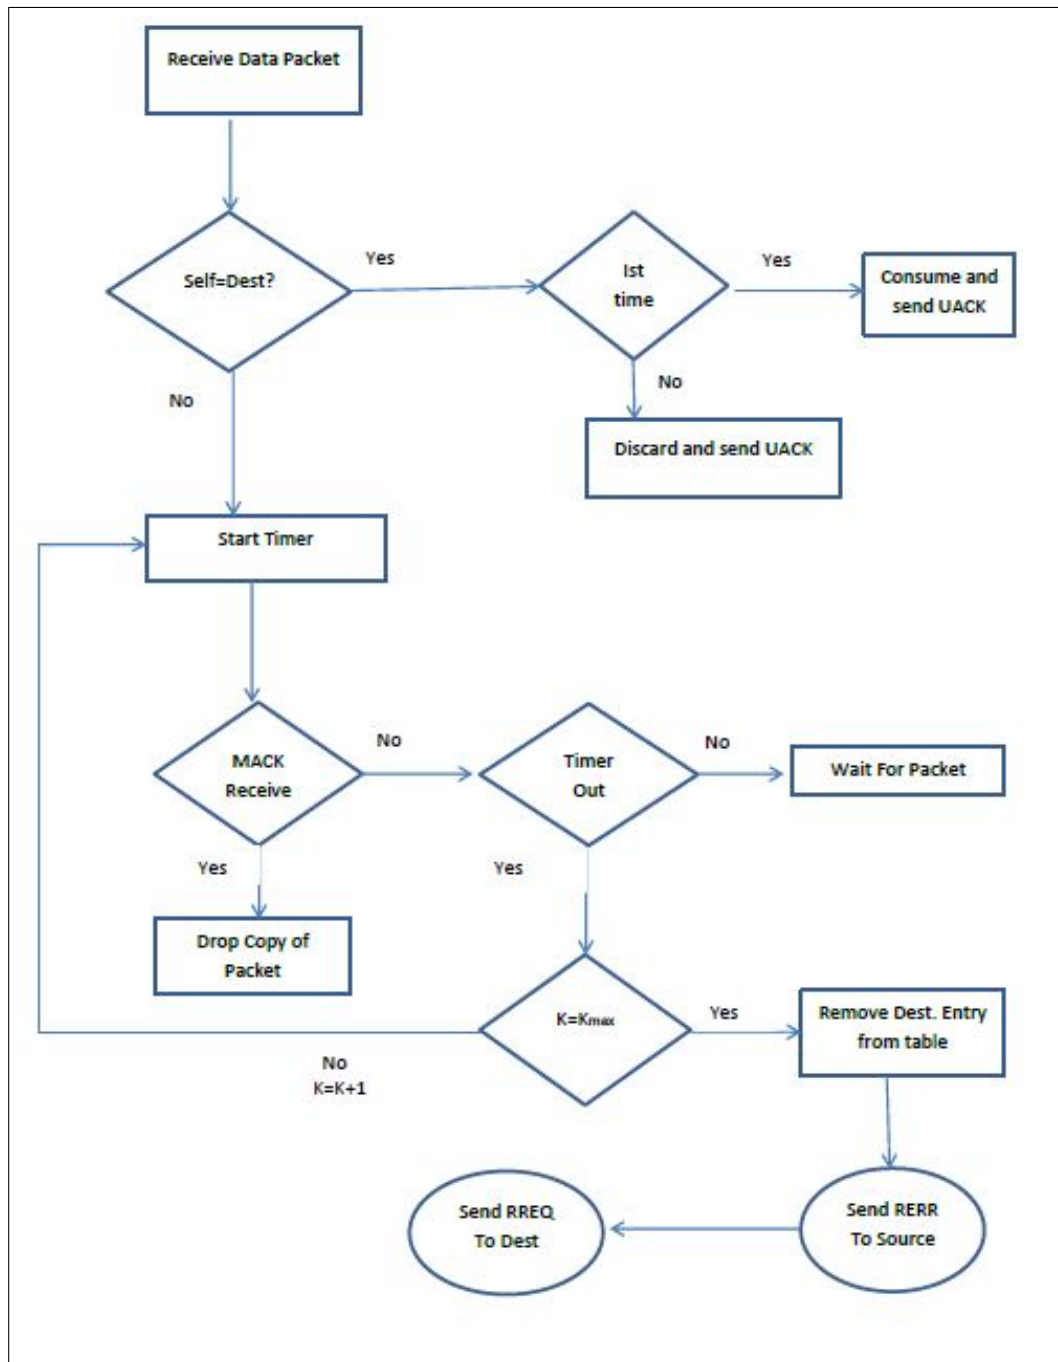 Receive Data Packet
Self=Dest?
Yes
Ist
time
Yes
Consume and
send UACK
No
No
Discard and send UACK
Start Timer
MACK
Receive
No
Timer
Out
No
Wait For Packet
Yes
Yes
Drop Copy of
Packet
K=Kmax
Yes
Remove Dest. Entry
from table
No
K=K+1
Send RREQ
To Dest
Send RERR
To Source